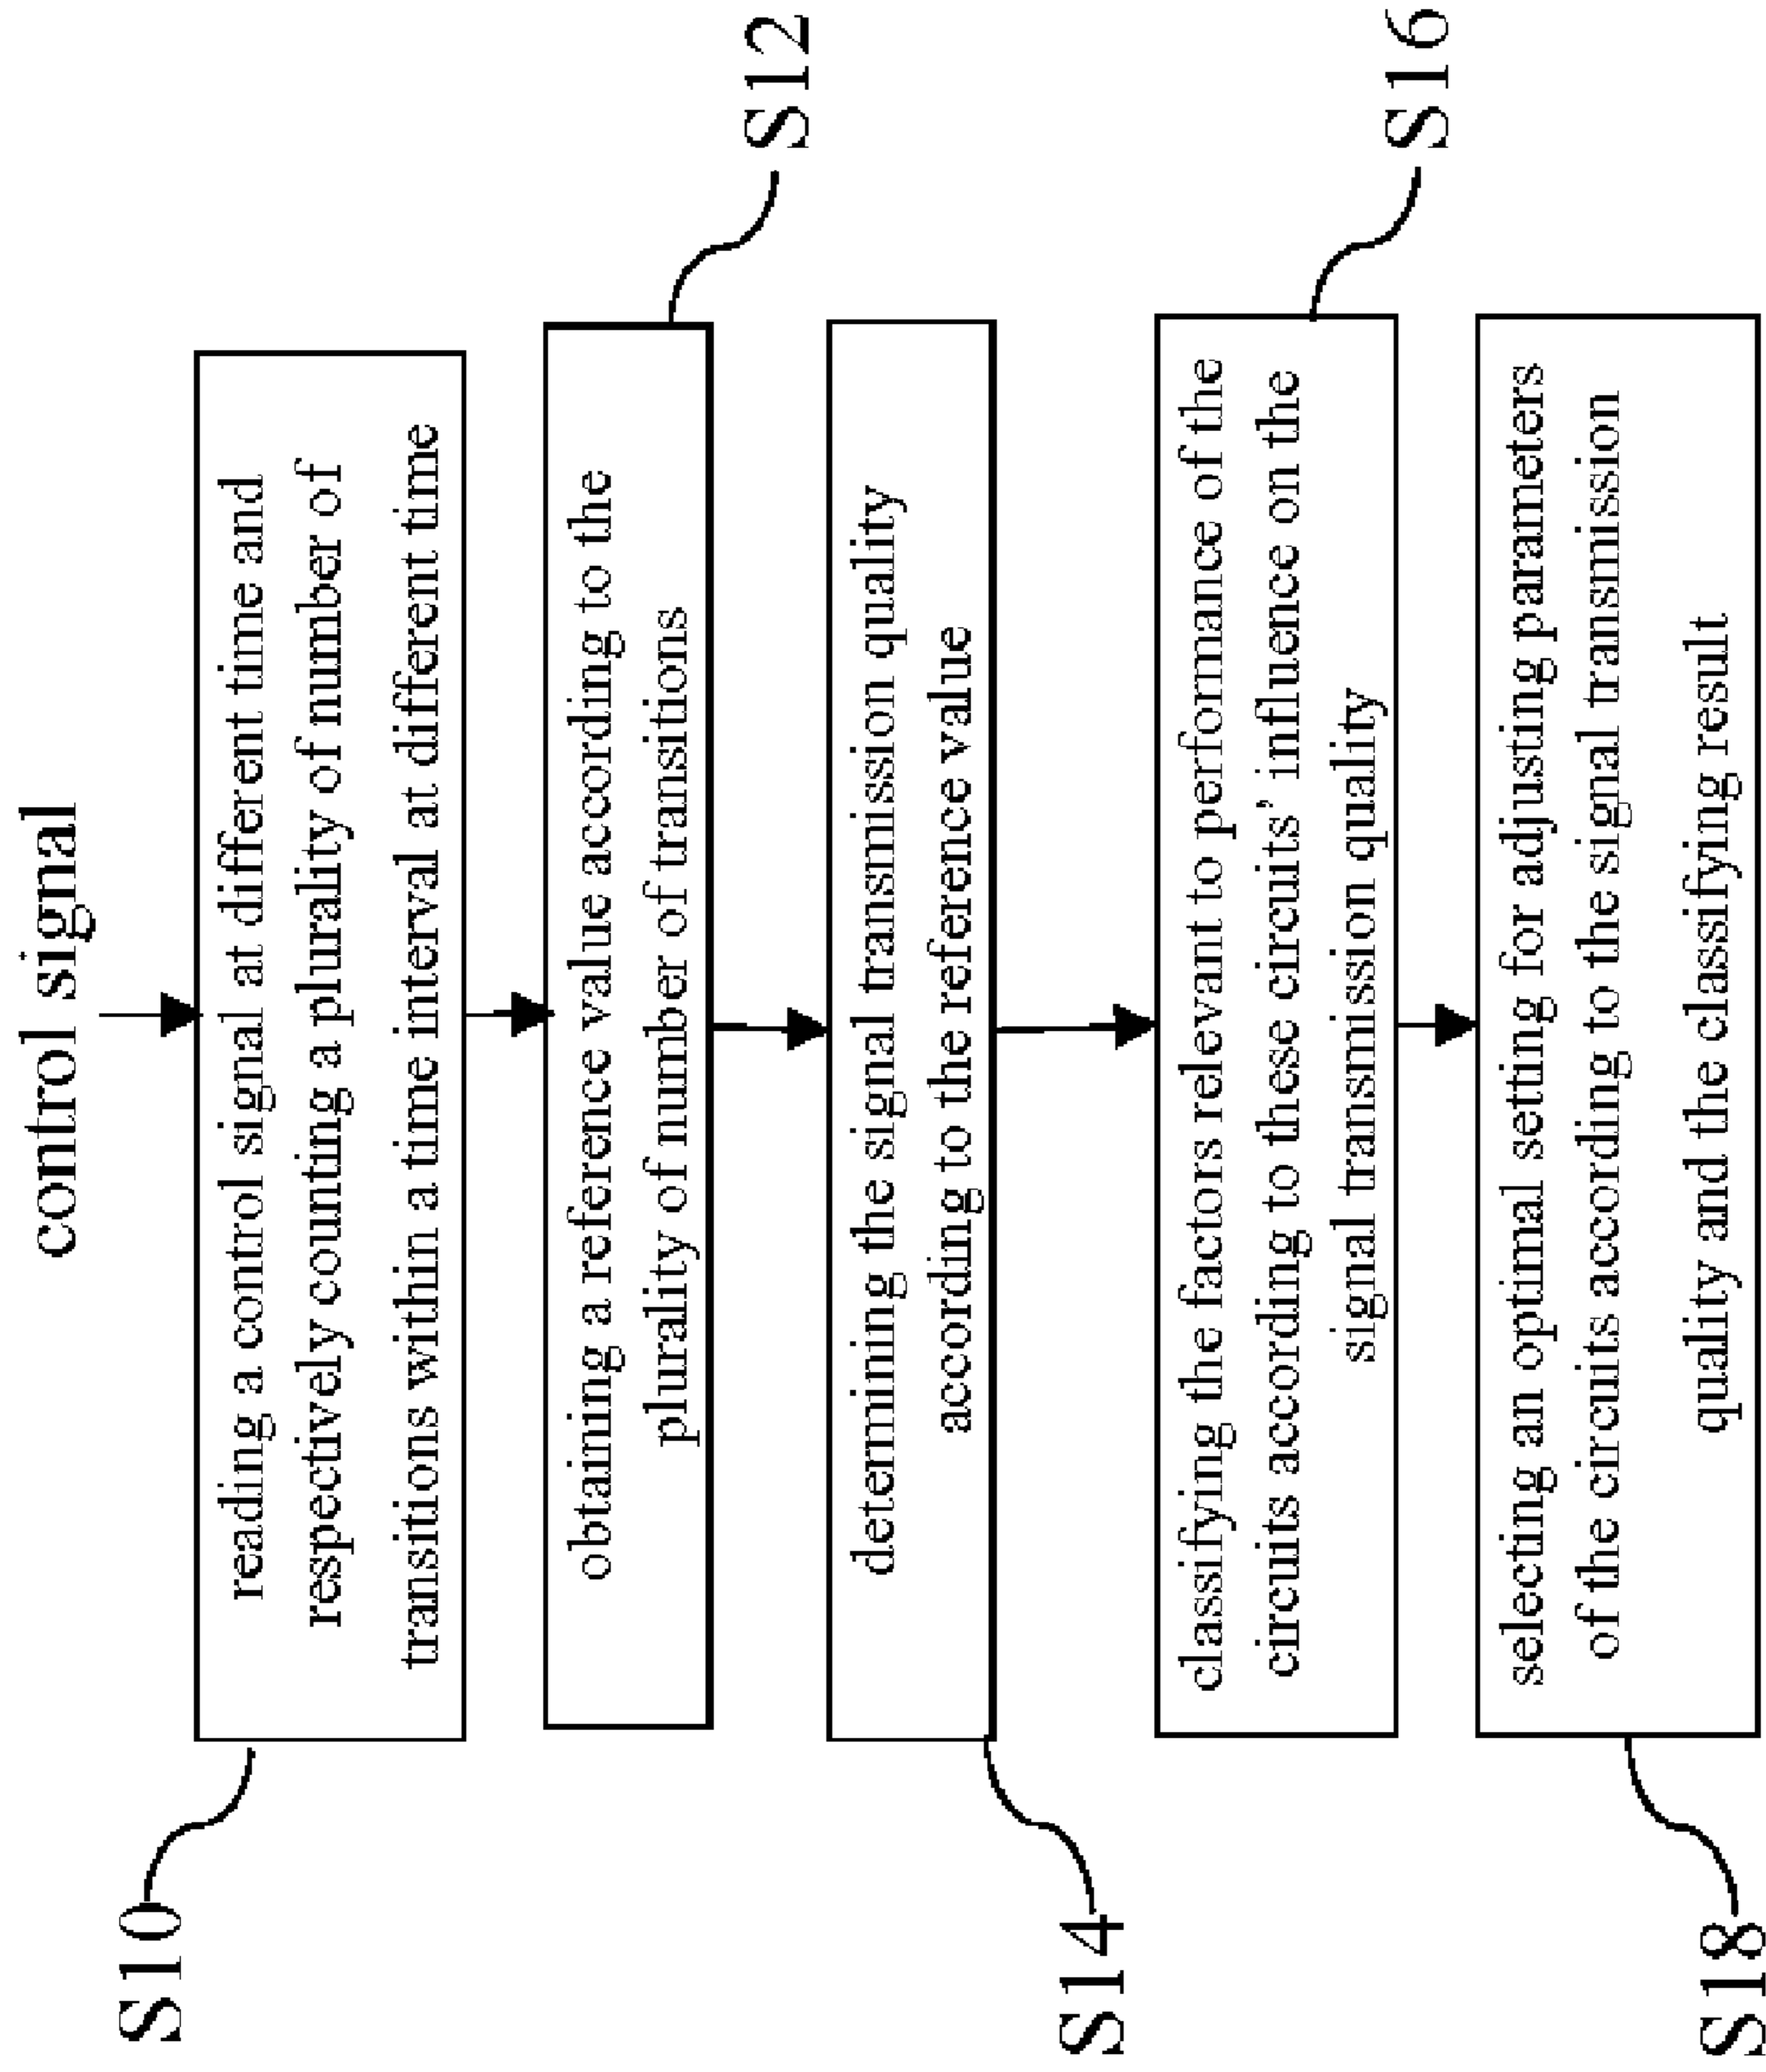 control signal
reading a control signal at different time and
respectively counting a plurality of number of
transitions within a time interval at different time
S10
obtaining a reference value according to the
plurality of number of transitions
S12
determining the signal transmission quality
according to the reference value
S14
classifying the factors relevant to performance of the
circuits according to these circuits' influence on the
signal transmission quality
S16
selecting an optimal setting for adjusting parameters
of the circuits according to the signal transmission
quality and the classifying result
S18